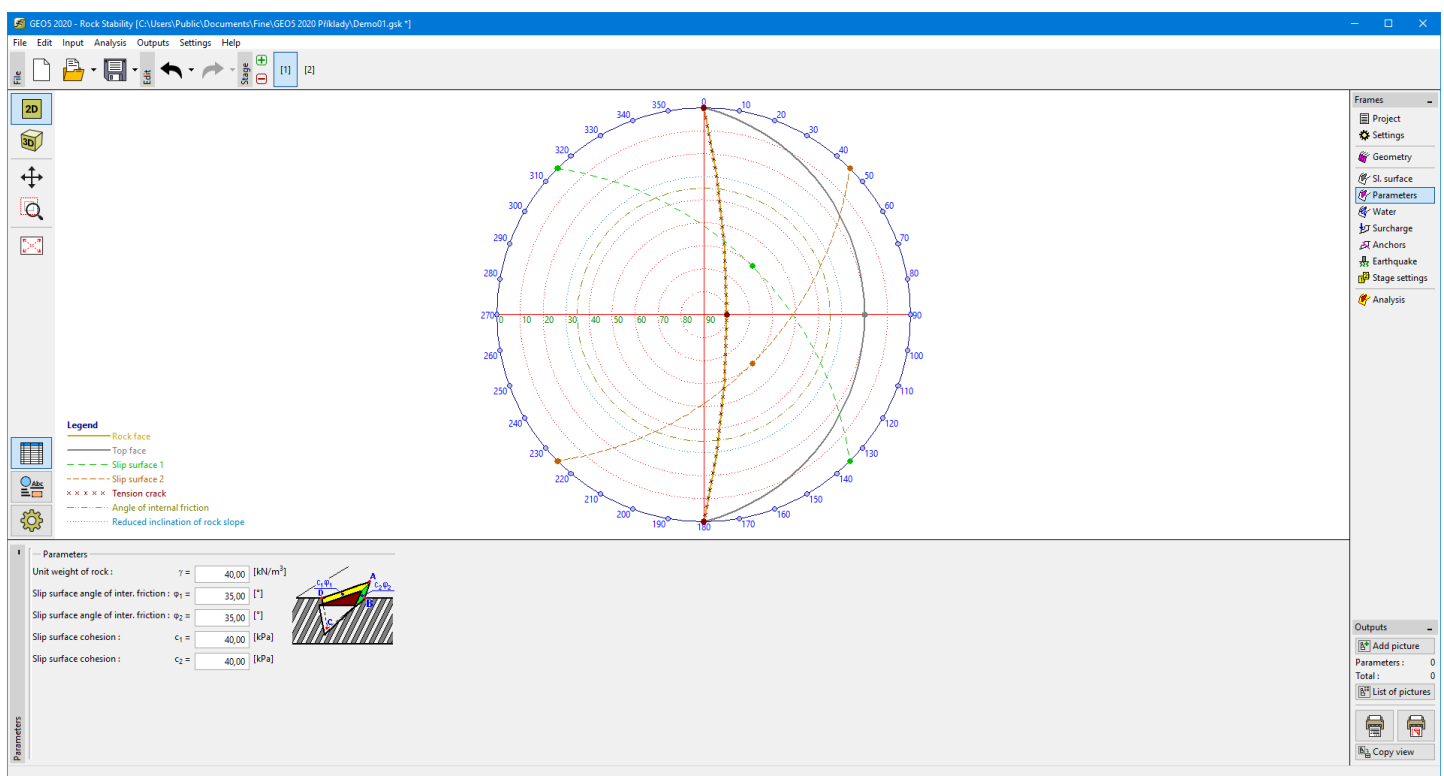 GEO5 2020 - Rock Stability [C:\Users\Public\Documents\Fine\GEO5 2020 Příklady\Demo01.gsk *]
File Edit Input Analysis Outputs Settings Help
File
Edit
Stage
[1]
[2]
2D
3D
Abc
0
10
20
30
40
50
60
70
80
90
100
110
120
130
140
150
160
170
180
190
200
210
220
230
240
250
260
270
280
290
300
310
320
330
340
350
0 10 20 30 40 50 60 70 80 90
Legend
Rock face
Top face
Slip surface 1
Slip surface 2
× × × × × Tension crack
Angle of internal friction
Reduced inclination of rock slope
Parameters
Parameters
Unit weight of rock : γ = 40,00 [kN/m³]
Slip surface angle of inter. friction : φ₁ = 35,00 [°]
Slip surface angle of inter. friction : φ₂ = 35,00 [°]
Slip surface cohesion : c₁ = 40,00 [kPa]
Slip surface cohesion : c₂ = 40,00 [kPa]
A
c₁φ₁
c₂φ₂
D
B
C
Frames
Project
Settings
Geometry
Sl. surface
Parameters
Water
Surcharge
Anchors
Earthquake
Stage settings
Analysis
Outputs
Add picture
Parameters : 0
Total : 0
List of pictures
Copy view